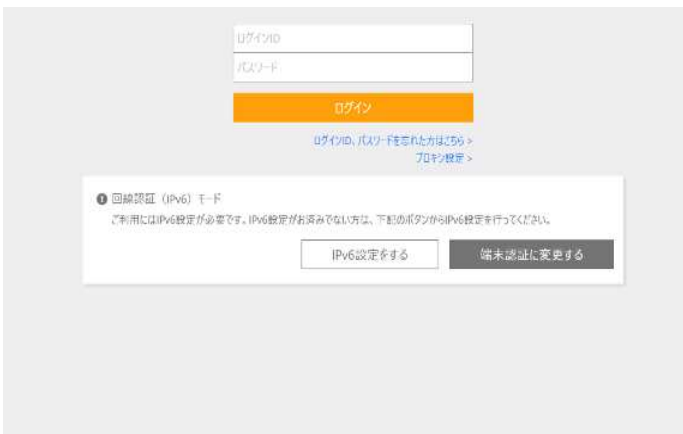 ログインID
パスワード
ログイン
ログインID、パスワードを忘れた方はこちら >
プロキシ設定 >
回線認証（IPv6）モード
ご利用にはIPv6設定が必要です。IPv6設定がお済みでない方は、下記のボタンからIPv6設定を行ってください。
IPv6設定をする
端末認証に変更する